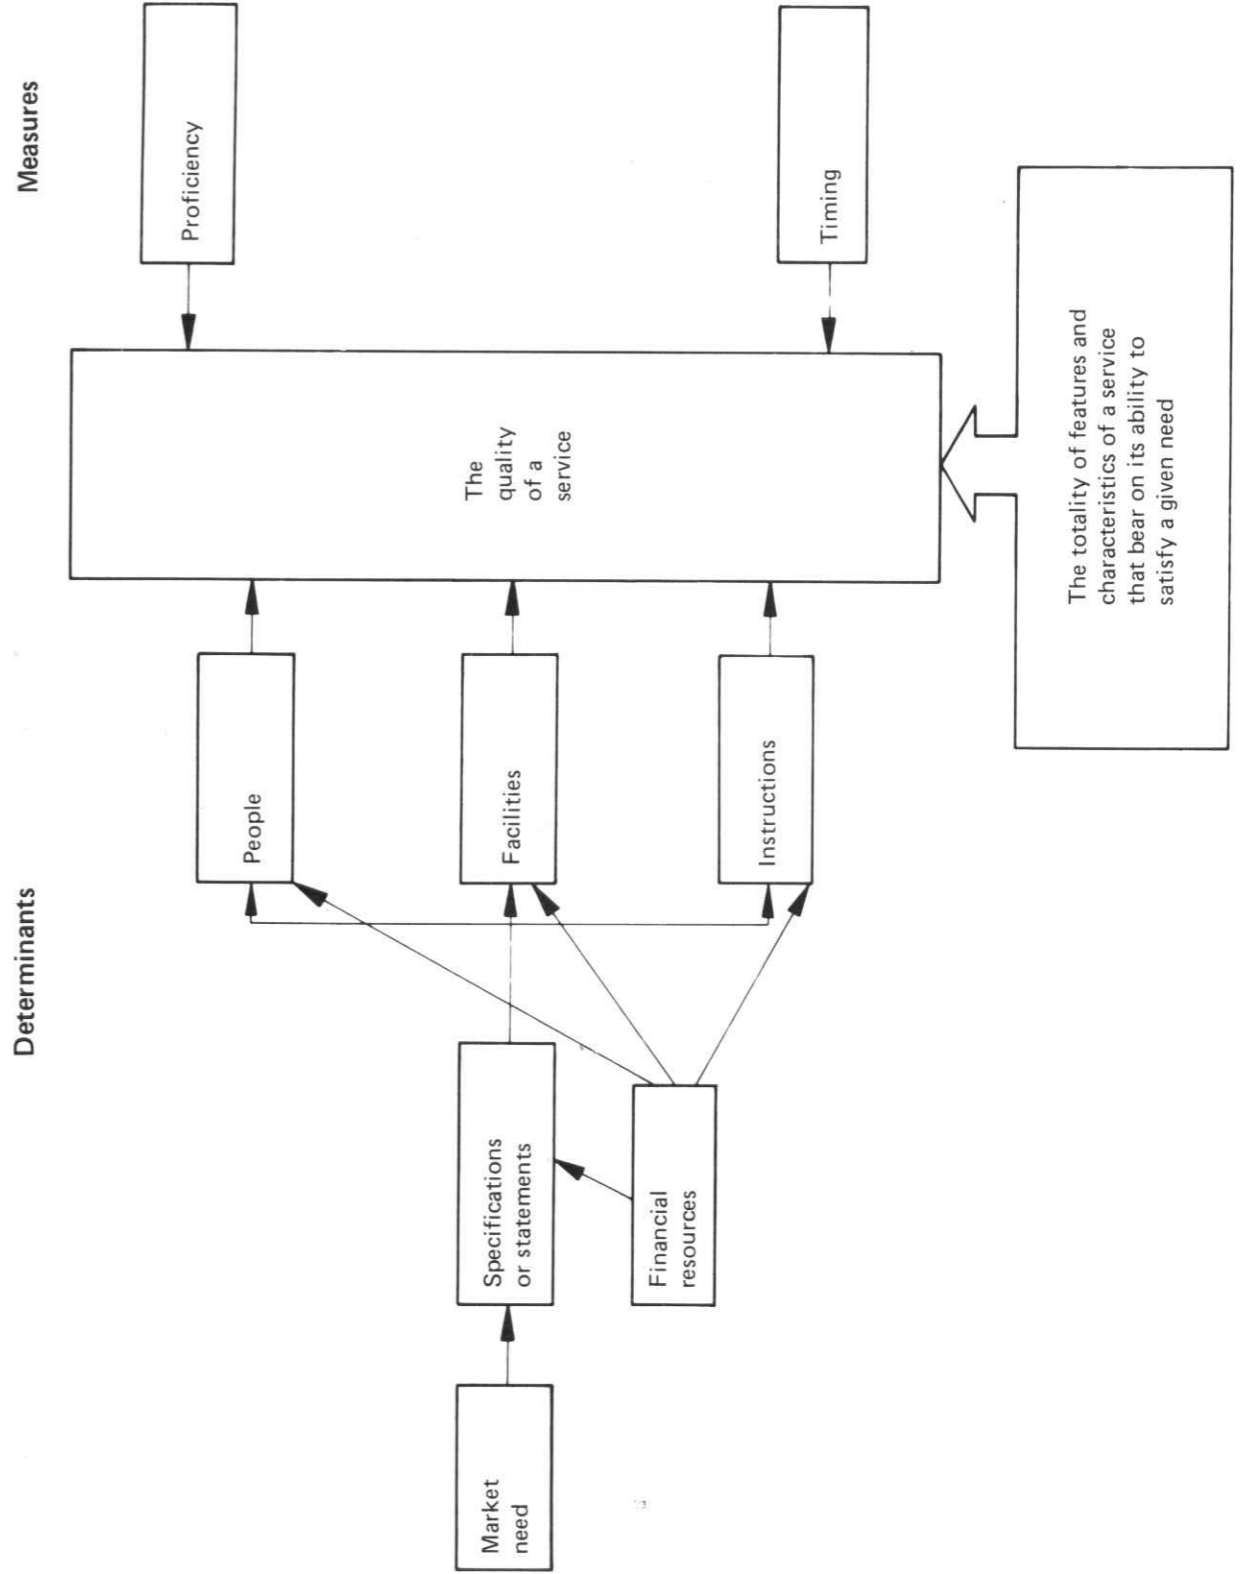 Determinants
Measures
Market
need
Specifications
or statements
Financial
resources
People
Facilities
Instructions
The
quality
of a
service
Proficiency
Timing
The totality of features and
characteristics of a service
that bear on its ability to
satisfy a given need